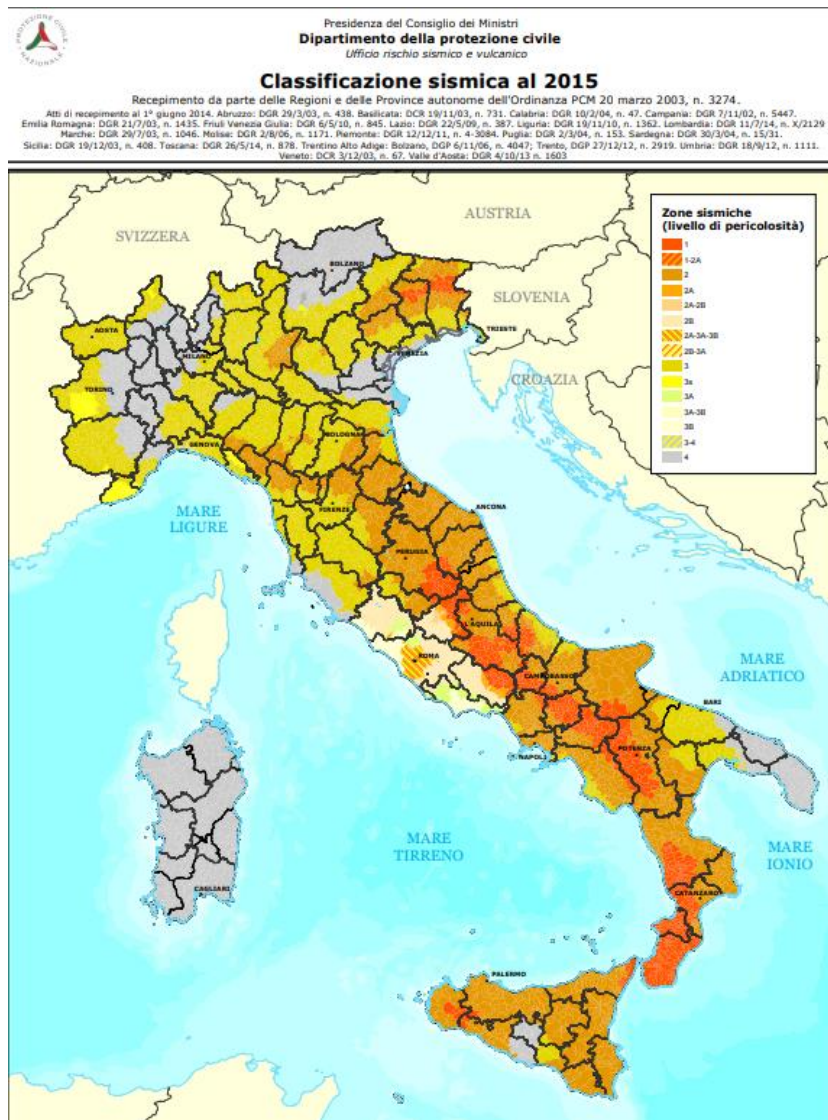 PROTEZIONE CIVILE
NAZIONALE
Presidenza del Consiglio dei Ministri
Dipartimento della protezione civile
Ufficio rischio sismico e vulcanico
Classificazione sismica al 2015
Recepimento da parte delle Regioni e delle Province autonome dell'Ordinanza PCM 20 marzo 2003, n. 3274.
Atti di recepimento al 1° giugno 2014. Abruzzo: DGR 29/3/03, n. 438. Basilicata: DCR 19/11/03, n. 731. Calabria: DGR 10/2/04, n. 47. Campania: DGR 7/11/02, n. 5447.
Emilia Romagna: DGR 21/7/03, n. 1435. Friuli Venezia Giulia: DGR 6/5/10, n. 845. Lazio: DGR 22/5/09, n. 387. Liguria: DGR 19/11/10, n. 1362. Lombardia: DGR 11/7/14, n. X/2129
Marche: DGR 29/7/03, n. 1046. Molise: DGR 2/8/06, n. 1171. Piemonte: DGR 12/12/11, n. 4-3084. Puglia: DGR 2/3/04, n. 153. Sardegna: DGR 30/3/04, n. 15/31.
Sicilia: DGR 19/12/03, n. 408. Toscana: DGR 26/5/14, n. 878. Trentino Alto Adige: Bolzano, DGP 6/11/06, n. 4047; Trento, DGP 27/12/12, n. 2919. Umbria: DGR 18/9/12, n. 1111.
Veneto: DCR 3/12/03, n. 67. Valle d'Aosta: DGR 4/10/13 n. 1603
AUSTRIA
SVIZZERA
SLOVENIA
CROAZIA
Zone sismiche
(livello di pericolosità)
1
1-2A
2
2A
2A-2B
2B
2A-3A-3B
2B-3A
3
3s
3A
3A-3B
3B
3-4
4
BOLZANO
AOSTA
MILANO
VENEZIA
TRIESTE
TORINO
GENOVA
BOLOGNA
MARE
LIGURE
FIRENZE
ANCONA
PERUGIA
L'AQUILA
ROMA
CAMPOBASSO
MARE
ADRIATICO
BARI
NAPOLI
POTENZA
MARE
TIRRENO
MARE
IONIO
CAGLIARI
CATANZARO
PALERMO